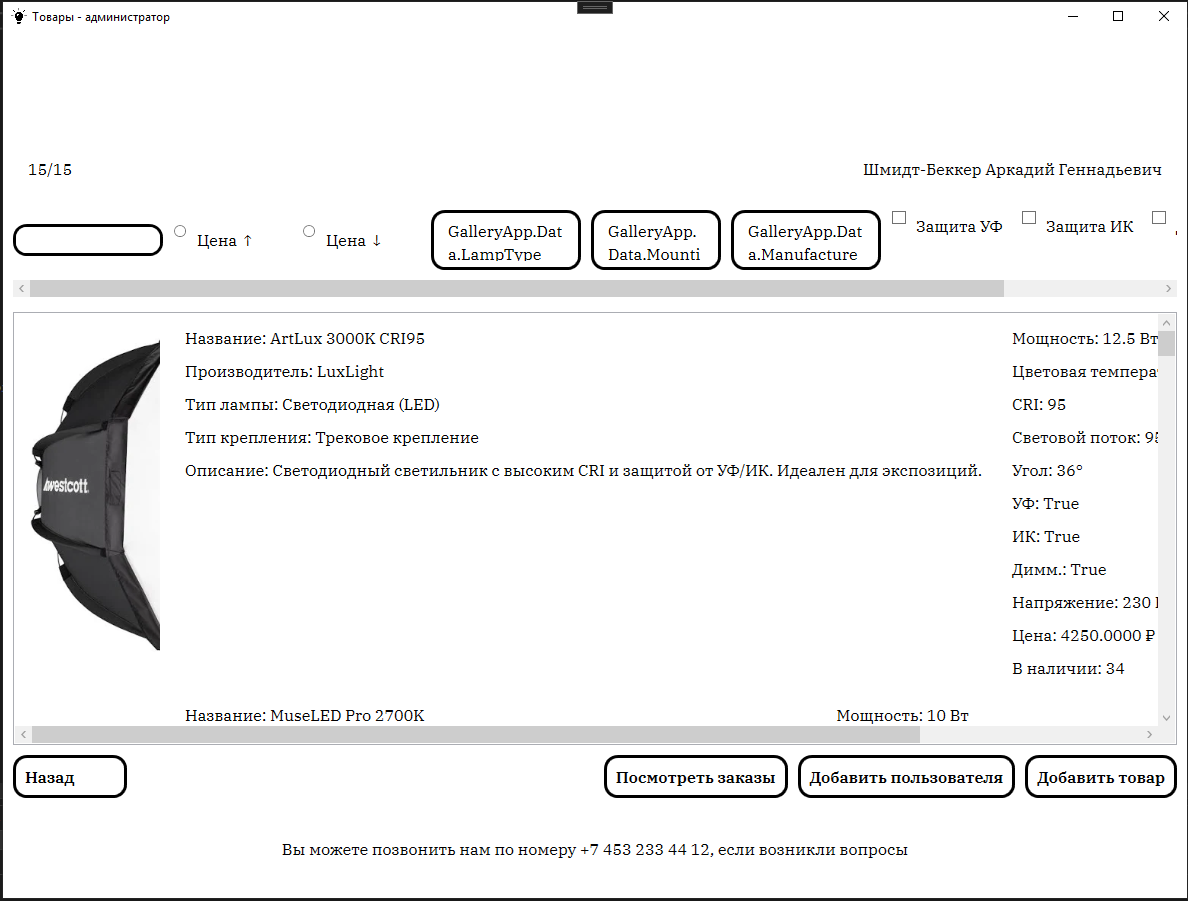 Товары - администратор
15/15
Шмидт-Беккер Аркадий Геннадьевич
Цена ↑
Цена ↓
GalleryApp.Dat
a.LampType
GalleryApp.
Data.Mounti
GalleryApp.Dat
a.Manufacture
Защита УФ
Защита ИК
Westcott
Название: ArtLux 3000K CRI95
Производитель: LuxLight
Тип лампы: Светодиодная (LED)
Тип крепления: Трековое крепление
Описание: Светодиодный светильник с высоким CRI и защитой от УФ/ИК. Идеален для экспозиций.
Мощность: 12.5 Вт
Цветовая темпера
CRI: 95
Световой поток: 95
Угол: 36°
УФ: True
ИК: True
Димм.: True
Напряжение: 230
Цена: 4250.0000 ₽
В наличии: 34
Название: MuseLED Pro 2700K
Мощность: 10 Вт
Назад
Посмотреть заказы
Добавить пользователя
Добавить товар
Вы можете позвонить нам по номеру +7 453 233 44 12, если возникли вопросы